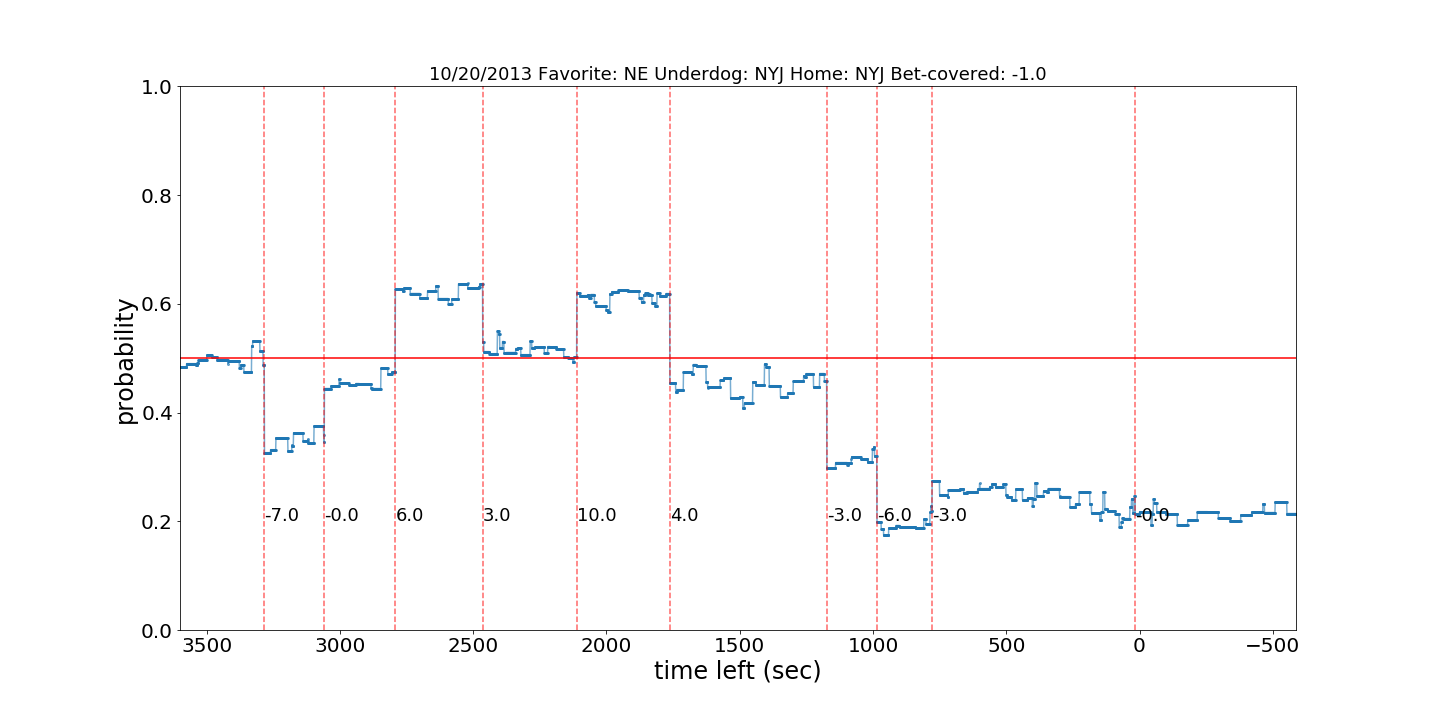 10/20/2013 Favorite: NE Underdog: NYJ Home: NYJ Bet-covered: -1.0
1.0
0.8
0.6
0.4
0.2
0.0
probability
-7.0 -0.0 6.0 3.0 10.0 4.0 -3.0 -6.0 -3.0 -0.0
3500 3000 2500 2000 1500 1000 500 0 −500
time left (sec)